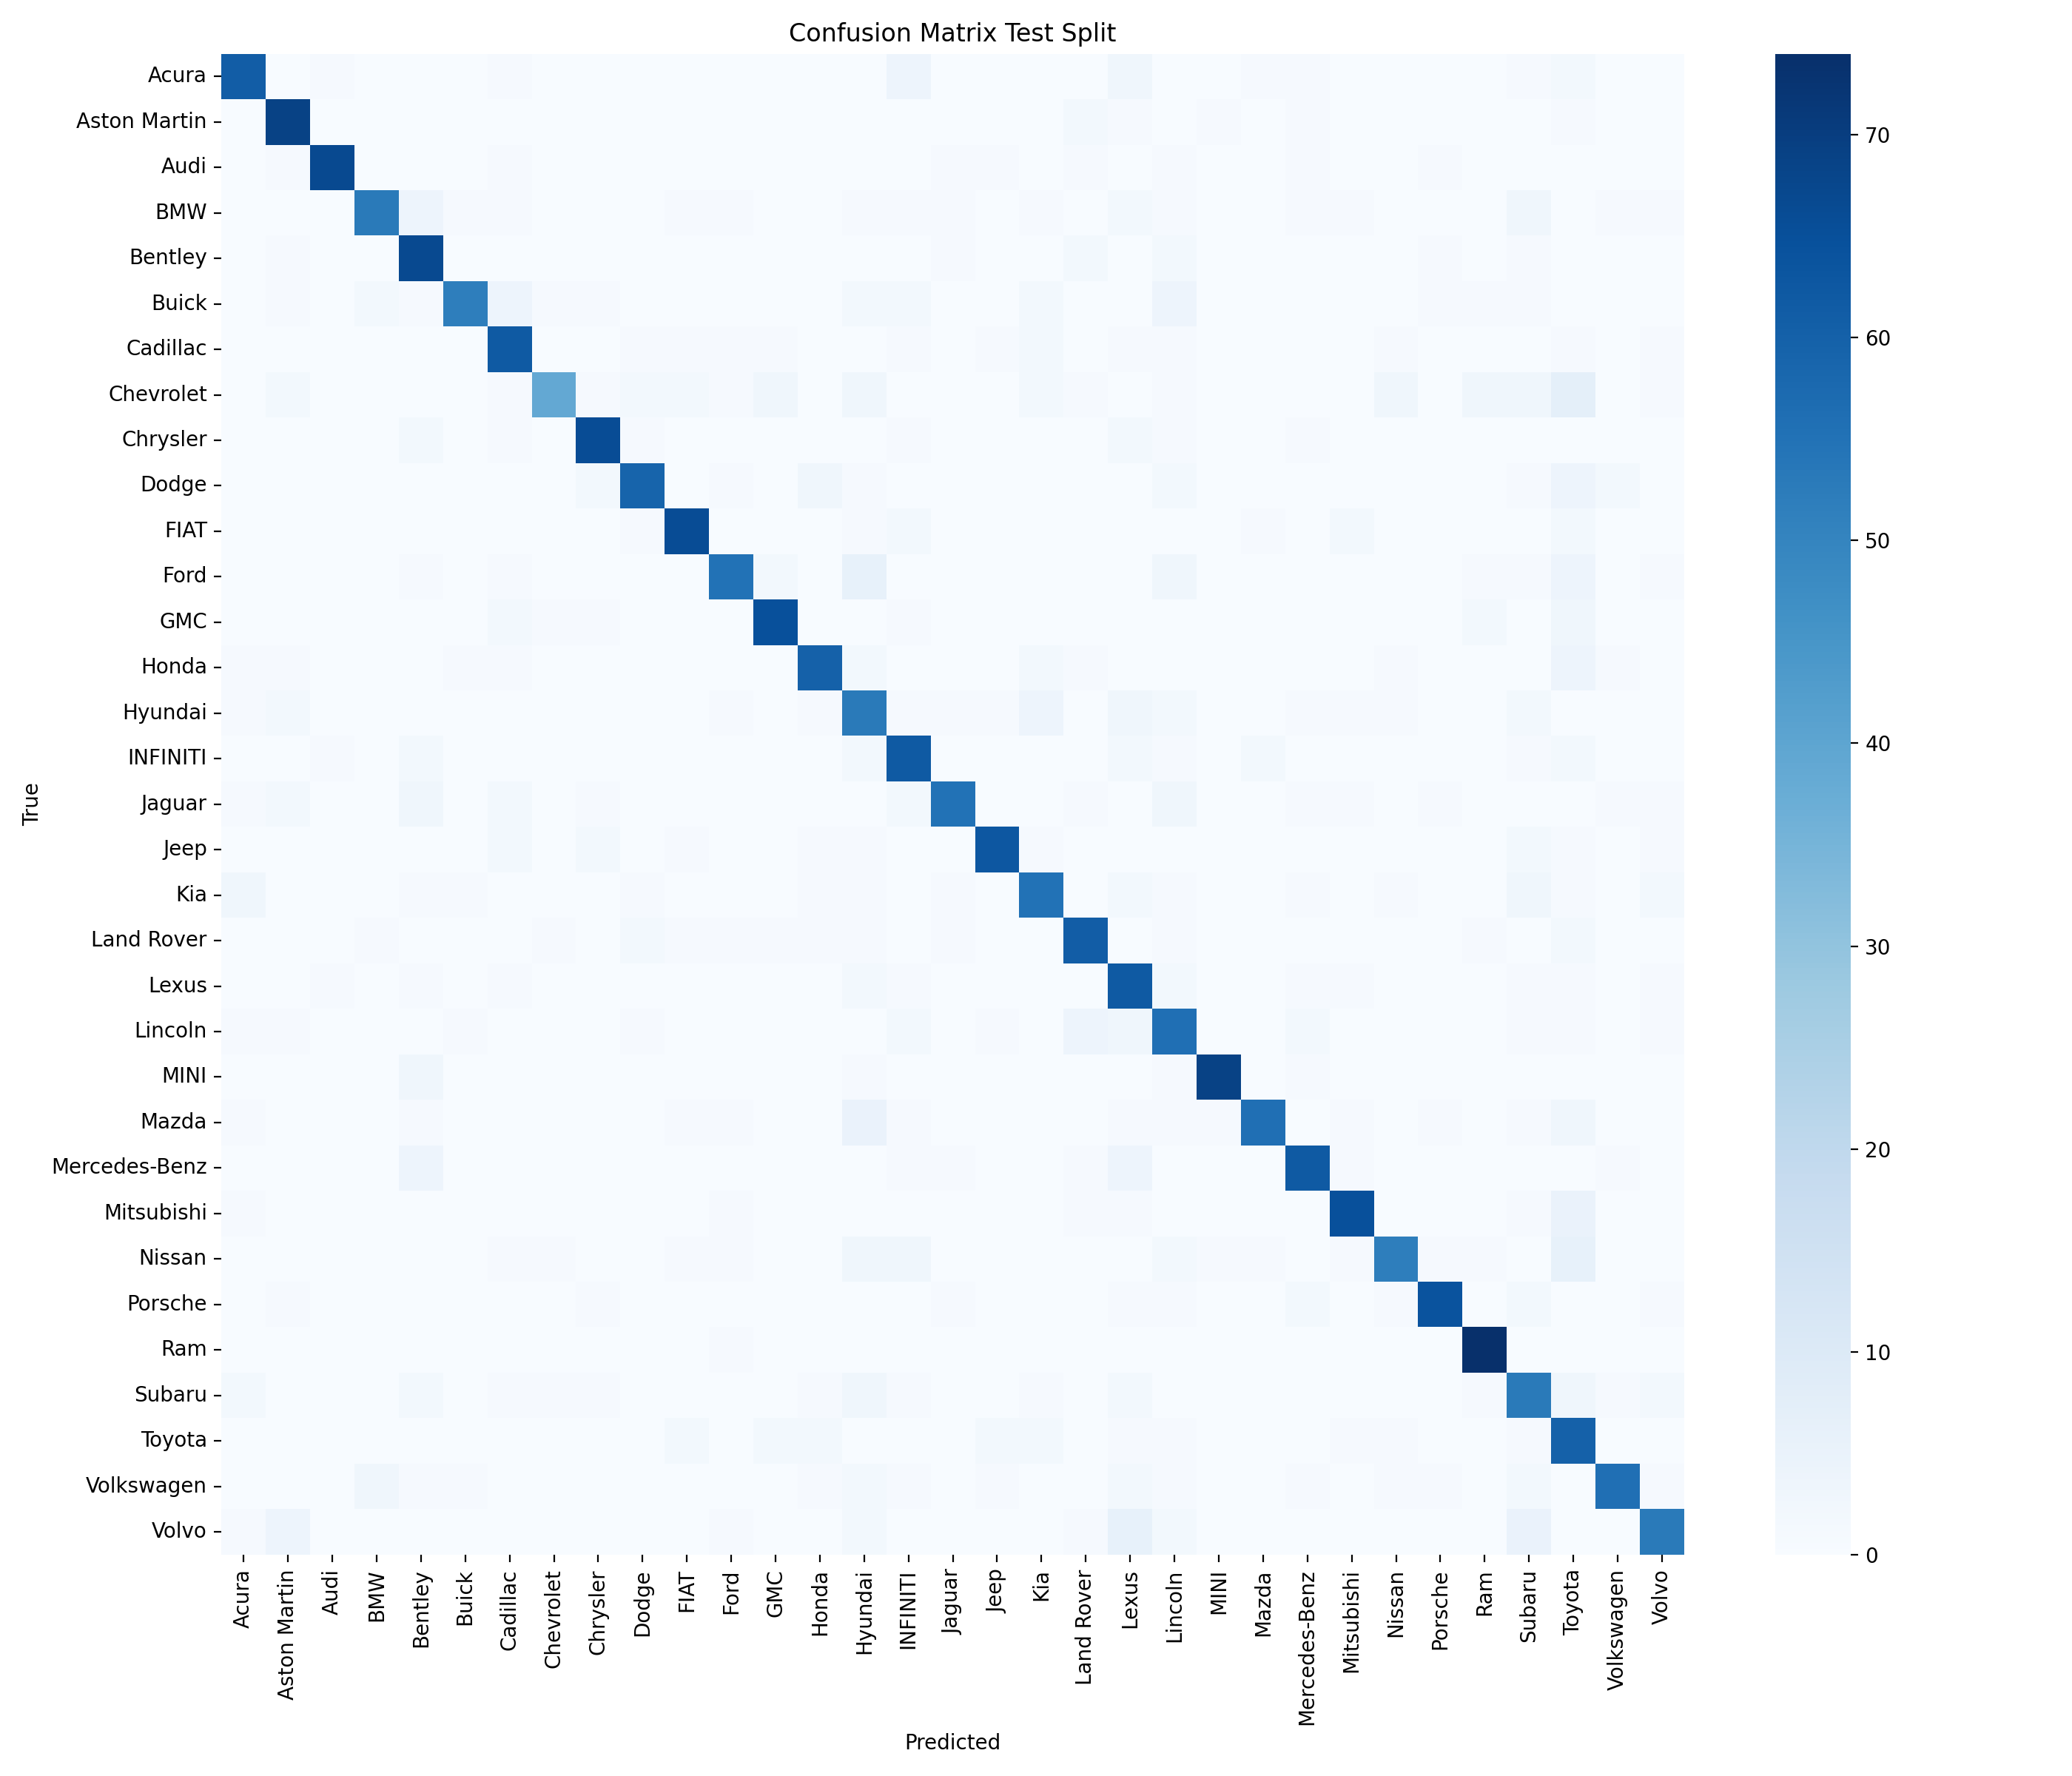 Confusion Matrix Test Split
True
Acura
Aston Martin
Audi
BMW
Bentley
Buick
Cadillac
Chevrolet
Chrysler
Dodge
FIAT
Ford
GMC
Honda
Hyundai
INFINITI
Jaguar
Jeep
Kia
Land Rover
Lexus
Lincoln
MINI
Mazda
Mercedes-Benz
Mitsubishi
Nissan
Porsche
Ram
Subaru
Toyota
Volkswagen
Volvo
Acura
Aston Martin
Audi
BMW
Bentley
Buick
Cadillac
Chevrolet
Chrysler
Dodge
FIAT
Ford
GMC
Honda
Hyundai
INFINITI
Jaguar
Jeep
Kia
Land Rover
Lexus
Lincoln
MINI
Mazda
Mercedes-Benz
Mitsubishi
Nissan
Porsche
Ram
Subaru
Toyota
Volkswagen
Volvo
Predicted
70
60
50
40
30
20
10
0